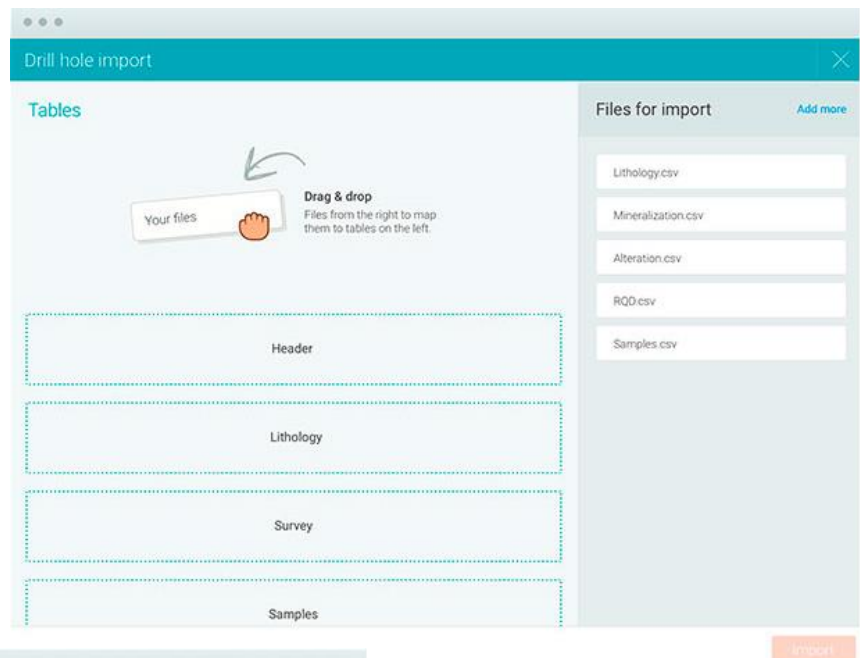 Drill hole import
Tables
Files for import
Add more
Your files
Drag & drop
Files from the right to map
them to tables on the left.
Lithology.csv
Mineralization.csv
Alteration.csv
RQD.csv
Samples.csv
Header
Lithology
Survey
Samples
Import